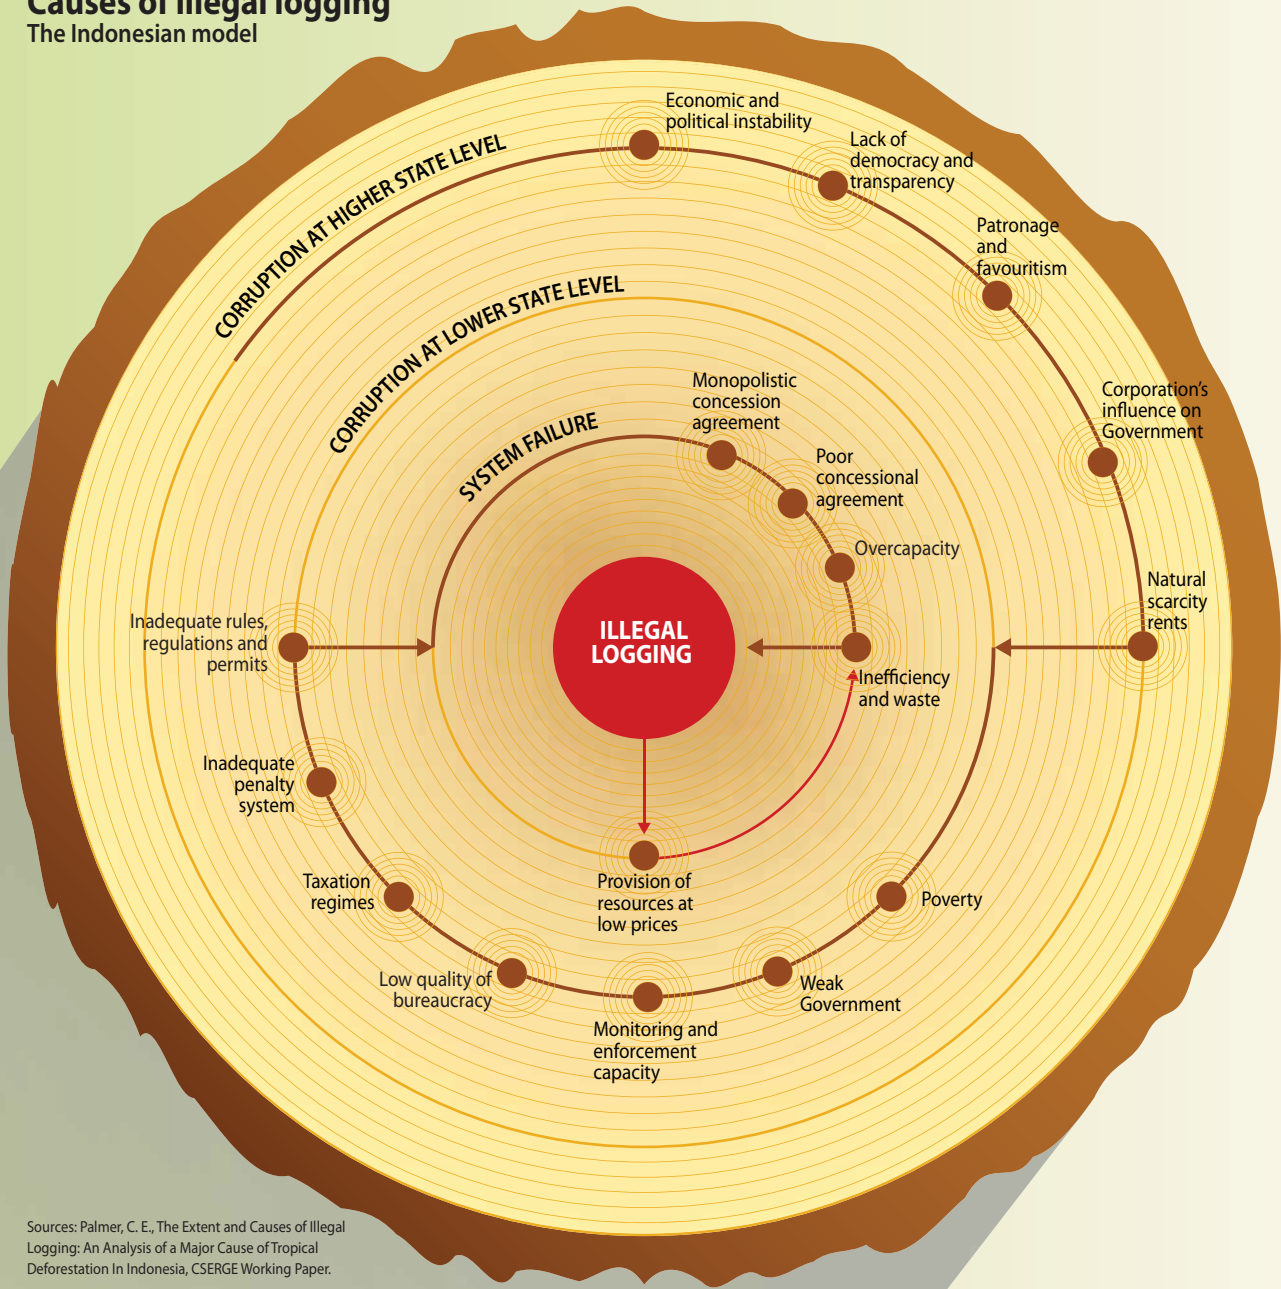 Causes of illegal logging
The Indonesian model
Economic and
political instability
Lack of
democracy and
transparency
Patronage
and
favouritism
Corporation's
influence on
Government
Natural
scarcity
rents
CORRUPTION AT HIGHER STATE LEVEL
CORRUPTION AT LOWER STATE LEVEL
SYSTEM FAILURE
Monopolistic
concession
agreement
Poor
concessional
agreement
Overcapacity
Inefficiency
and waste
ILLEGAL
LOGGING
Inadequate rules,
regulations and
permits
Inadequate
penalty
system
Taxation
regimes
Low quality of
bureaucracy
Provision of
resources at
low prices
Monitoring and
enforcement
capacity
Weak
Government
Poverty
Sources: Palmer, C. E., The Extent and Causes of Illegal
Logging: An Analysis of a Major Cause of Tropical
Deforestation In Indonesia, CSERGE Working Paper.